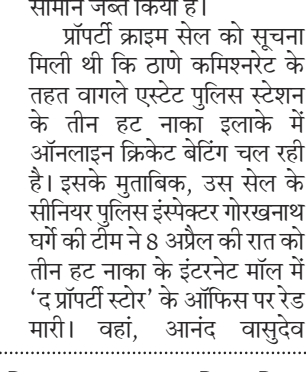 सामान जब्त किया है।
प्रॉपर्टी क्राइम सेल को सूचना
मिली थी कि ठाणे कमिश्नरेट के
तहत वागले एस्टेट पुलिस स्टेशन
के तीन हट नाका इलाके में
ऑनलाइन क्रिकेट बेटिंग चल रही
है। इसके मुताबिक, उस सेल के
सीनियर पुलिस इंस्पेक्टर गोरखनाथ
घर्गे की टीम ने 8 अप्रैल की रात को
तीन हट नाका के इंटरनेट मॉल में
‘द प्रॉपर्टी स्टोर’ के ऑफिस पर रेड
मारी। वहां, आनंद वासुदेव